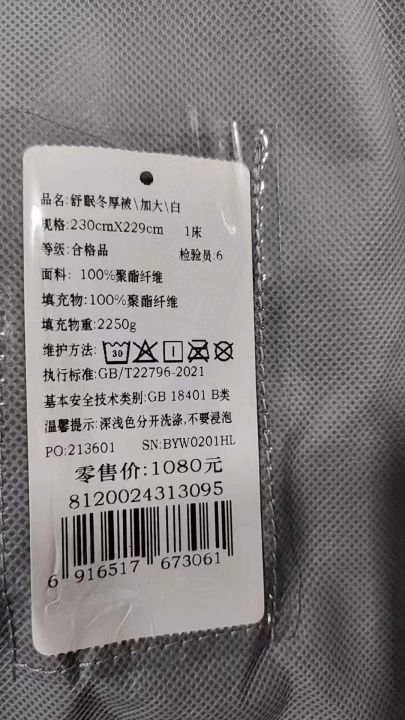 品名:舒眠冬厚被\加大\白
规格:230cmX229cm 1床
等级:合格品 检验员:6
面料: 100%聚酯纤维
填充物:100%聚酯纤维
填充物重:2250g
维护方法: 30
执行标准:GB/T22796-2021
基本安全技术类别:GB 18401 B类
温馨提示:深浅色分开洗涤,不要浸泡
PO:213601 SN:BYW0201HL
零售价:1080元
8120024313095
6 916517 673061